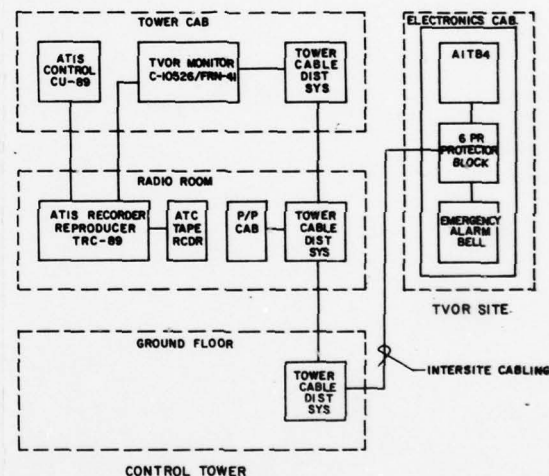 TOWER CAB
ATIS
CONTROL
CU-89
TVOR MONITOR
C-10526/FRN-41
TOWER
CABLE
DIST
SYS
RADIO ROOM
ATIS RECORDER
REPRODUCER
TRC-89
ATC
TAPE
RCDR
P/P
CAB
TOWER
CABLE
DIST
SYS
GROUND FLOOR
TOWER
CABLE
DIST
SYS
CONTROL TOWER
ELECTRONICS CAB.
A1TB4
6 PR
PROTECTOR
BLOCK
EMERGENCY
ALARM
BELL
TVOR SITE
INTERSITE CABLING